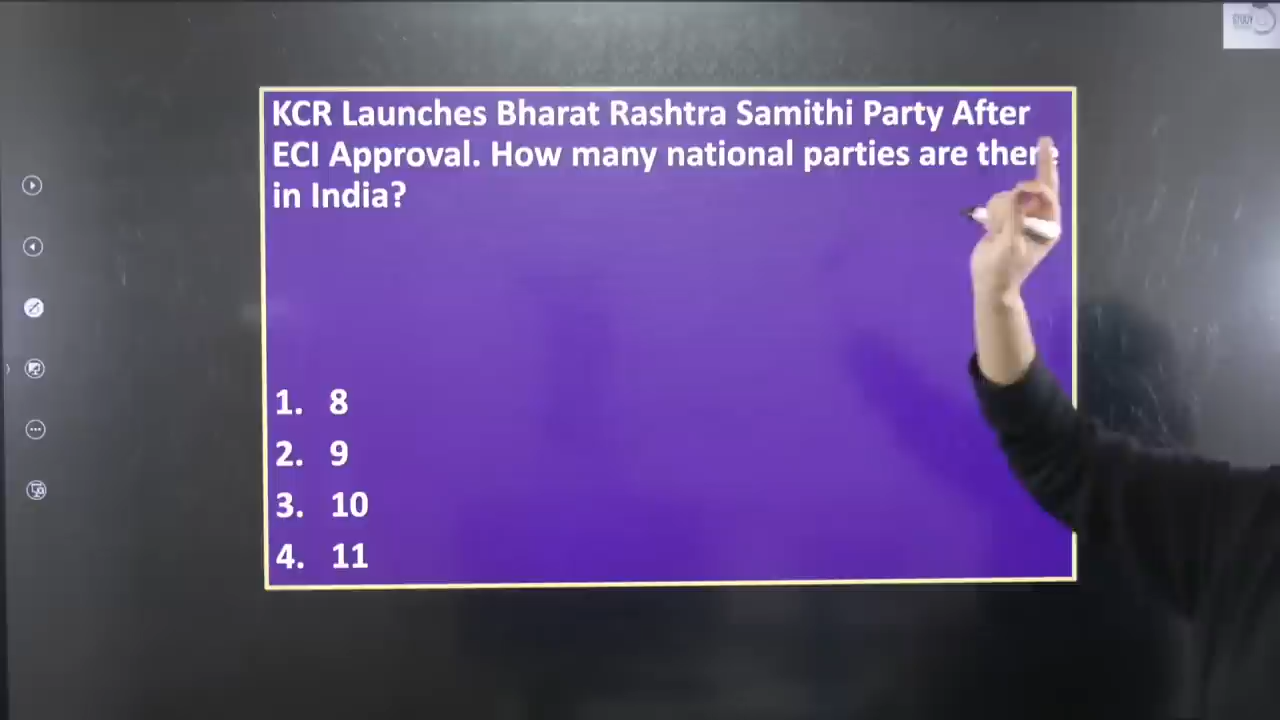 STUDY
KCR Launches Bharat Rashtra Samithi Party After
ECI Approval. How many national parties are there
in India?
1. 8
2. 9
3. 10
4. 11